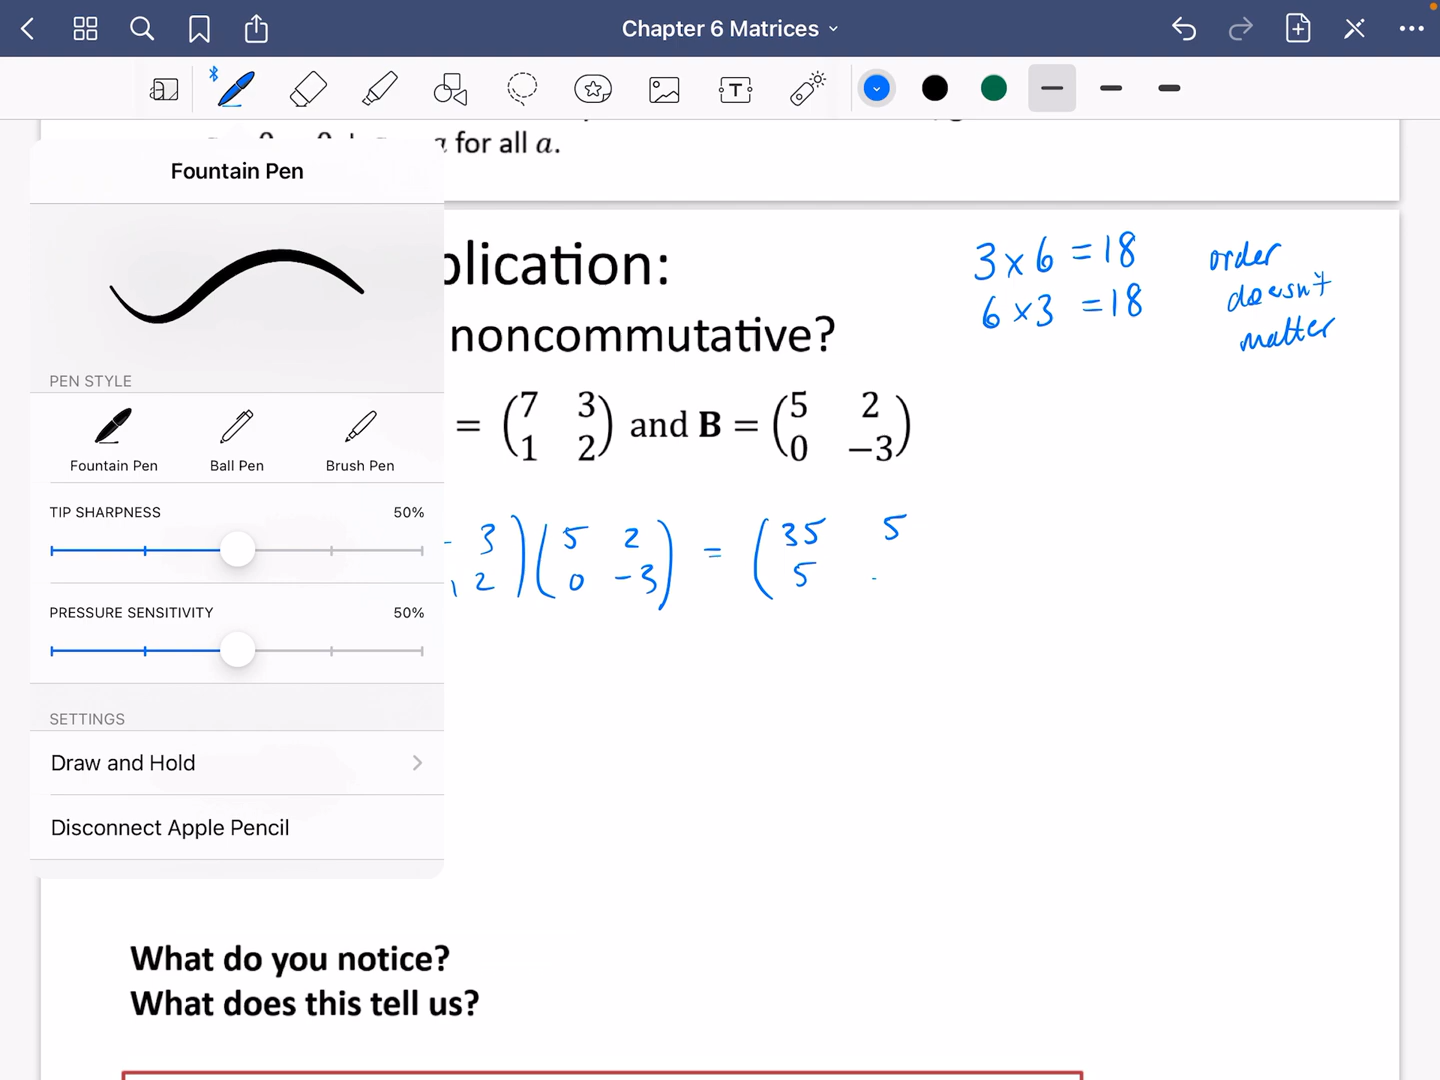 Chapter 6 Matrices
for all a.
Fountain Pen
PEN STYLE
Fountain Pen Ball Pen Brush Pen
TIP SHARPNESS 50%
PRESSURE SENSITIVITY 50%
SETTINGS
Draw and Hold
Disconnect Apple Pencil
plication:
noncommutative?
3 × 6 = 18
6 × 3 = 18
order
doesn't
matter
= (7 3 and B = (5 2
1 2) 0 −3)
3)(5 2) = (35 5
1 2 0 -3 5
What do you notice?
What does this tell us?